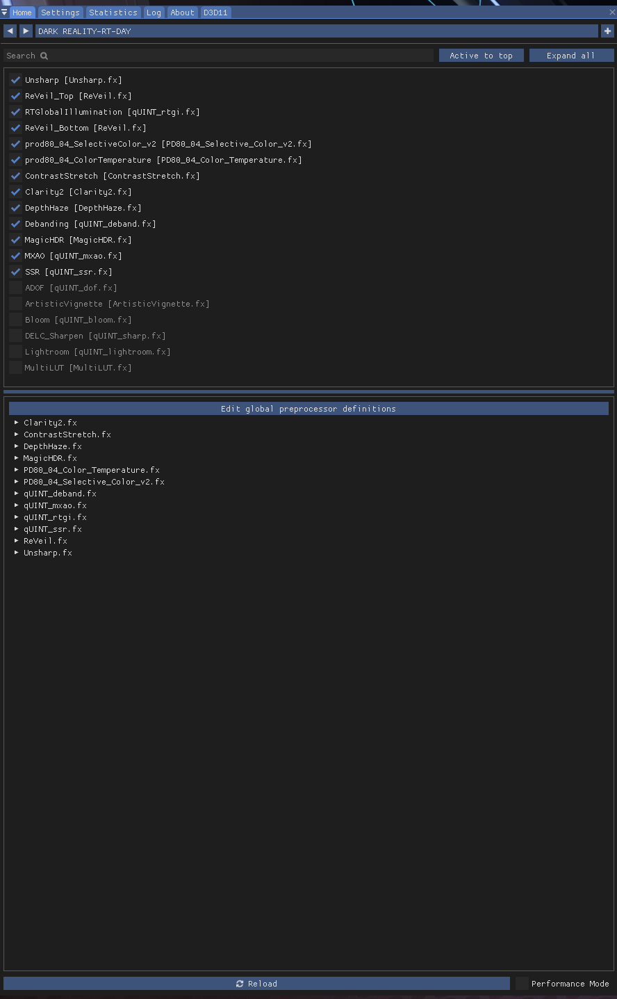 Home Settings Statistics Log About D3D11
DARK REALITY-RT-DAY
Search Active to top Expand all
Unsharp [Unsharp.fx]
ReVeil_Top [ReVeil.fx]
RTGlobalIllumination [qUINT_rtgi.fx]
ReVeil_Bottom [ReVeil.fx]
prod80_04_SelectiveColor_v2 [PD80_04_Selective_Color_v2.fx]
prod80_04_ColorTemperature [PD80_04_Color_Temperature.fx]
ContrastStretch [ContrastStretch.fx]
Clarity2 [Clarity2.fx]
DepthHaze [DepthHaze.fx]
Debanding [qUINT_deband.fx]
MagicHDR [MagicHDR.fx]
MXAO [qUINT_mxao.fx]
SSR [qUINT_ssr.fx]
ADOF [qUINT_dof.fx]
ArtisticVignette [ArtisticVignette.fx]
Bloom [qUINT_bloom.fx]
DELC_Sharpen [qUINT_sharp.fx]
Lightroom [qUINT_lightroom.fx]
MultiLUT [MultiLUT.fx]
Edit global preprocessor definitions
Clarity2.fx
ContrastStretch.fx
DepthHaze.fx
MagicHDR.fx
PD80_04_Color_Temperature.fx
PD80_04_Selective_Color_v2.fx
qUINT_deband.fx
qUINT_mxao.fx
qUINT_rtgi.fx
qUINT_ssr.fx
ReVeil.fx
Unsharp.fx
Reload Performance Mode